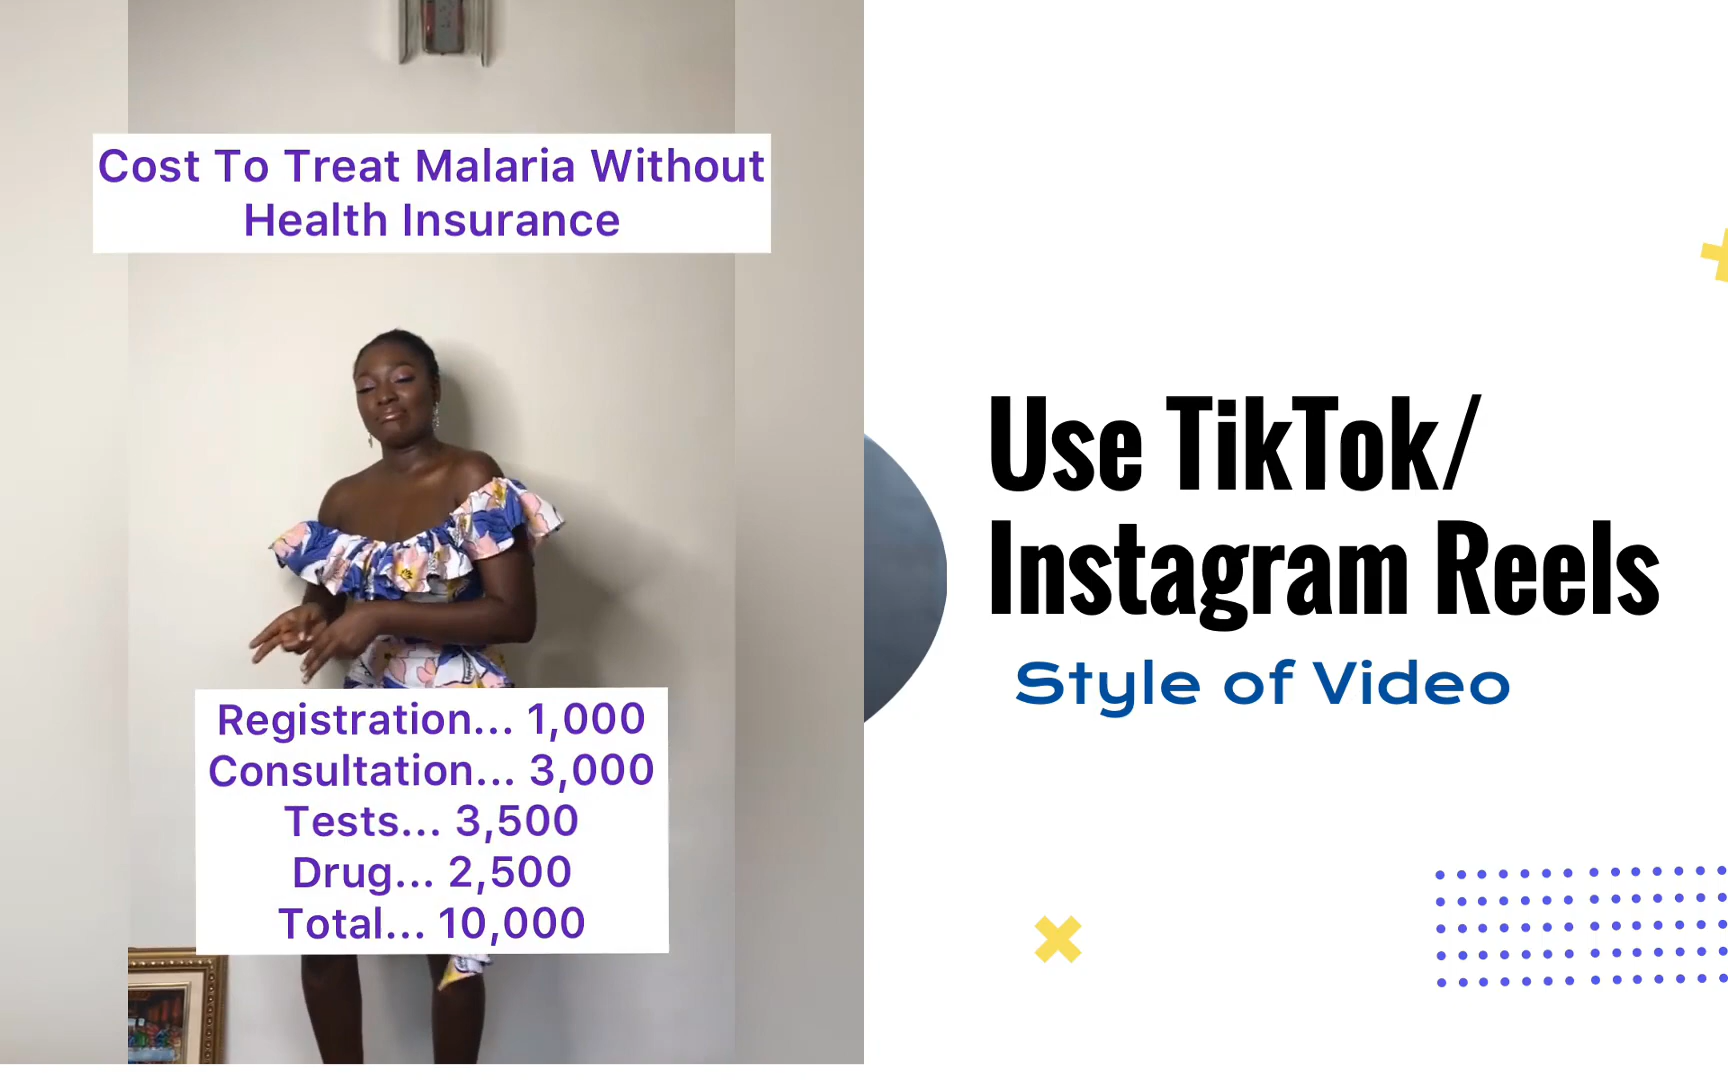 Cost To Treat Malaria Without
Health Insurance
Registration... 1,000
Consultation... 3,000
Tests... 3,500
Drug... 2,500
Total... 10,000
Use TikTok/
Instagram Reels
Style of Video